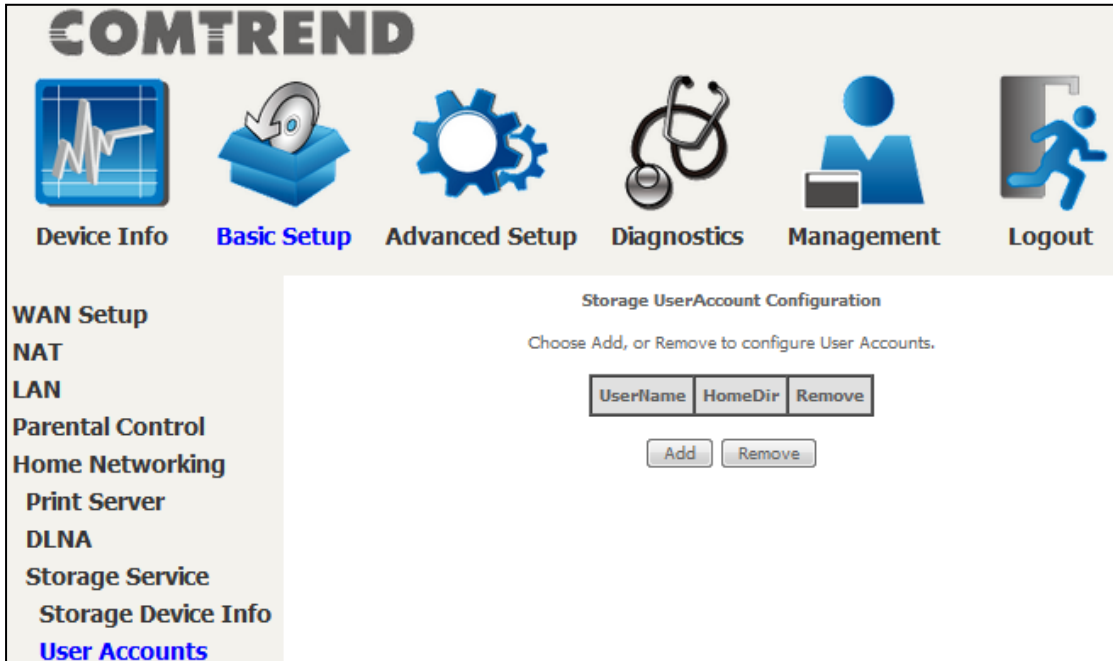 COMTREND
Device Info Basic Setup Advanced Setup Diagnostics Management Logout
WAN Setup
NAT
LAN
Parental Control
Home Networking
Print Server
DLNA
Storage Service
Storage Device Info
User Accounts
Storage UserAccount Configuration
Choose Add, or Remove to configure User Accounts.
UserName HomeDir Remove
Add Remove